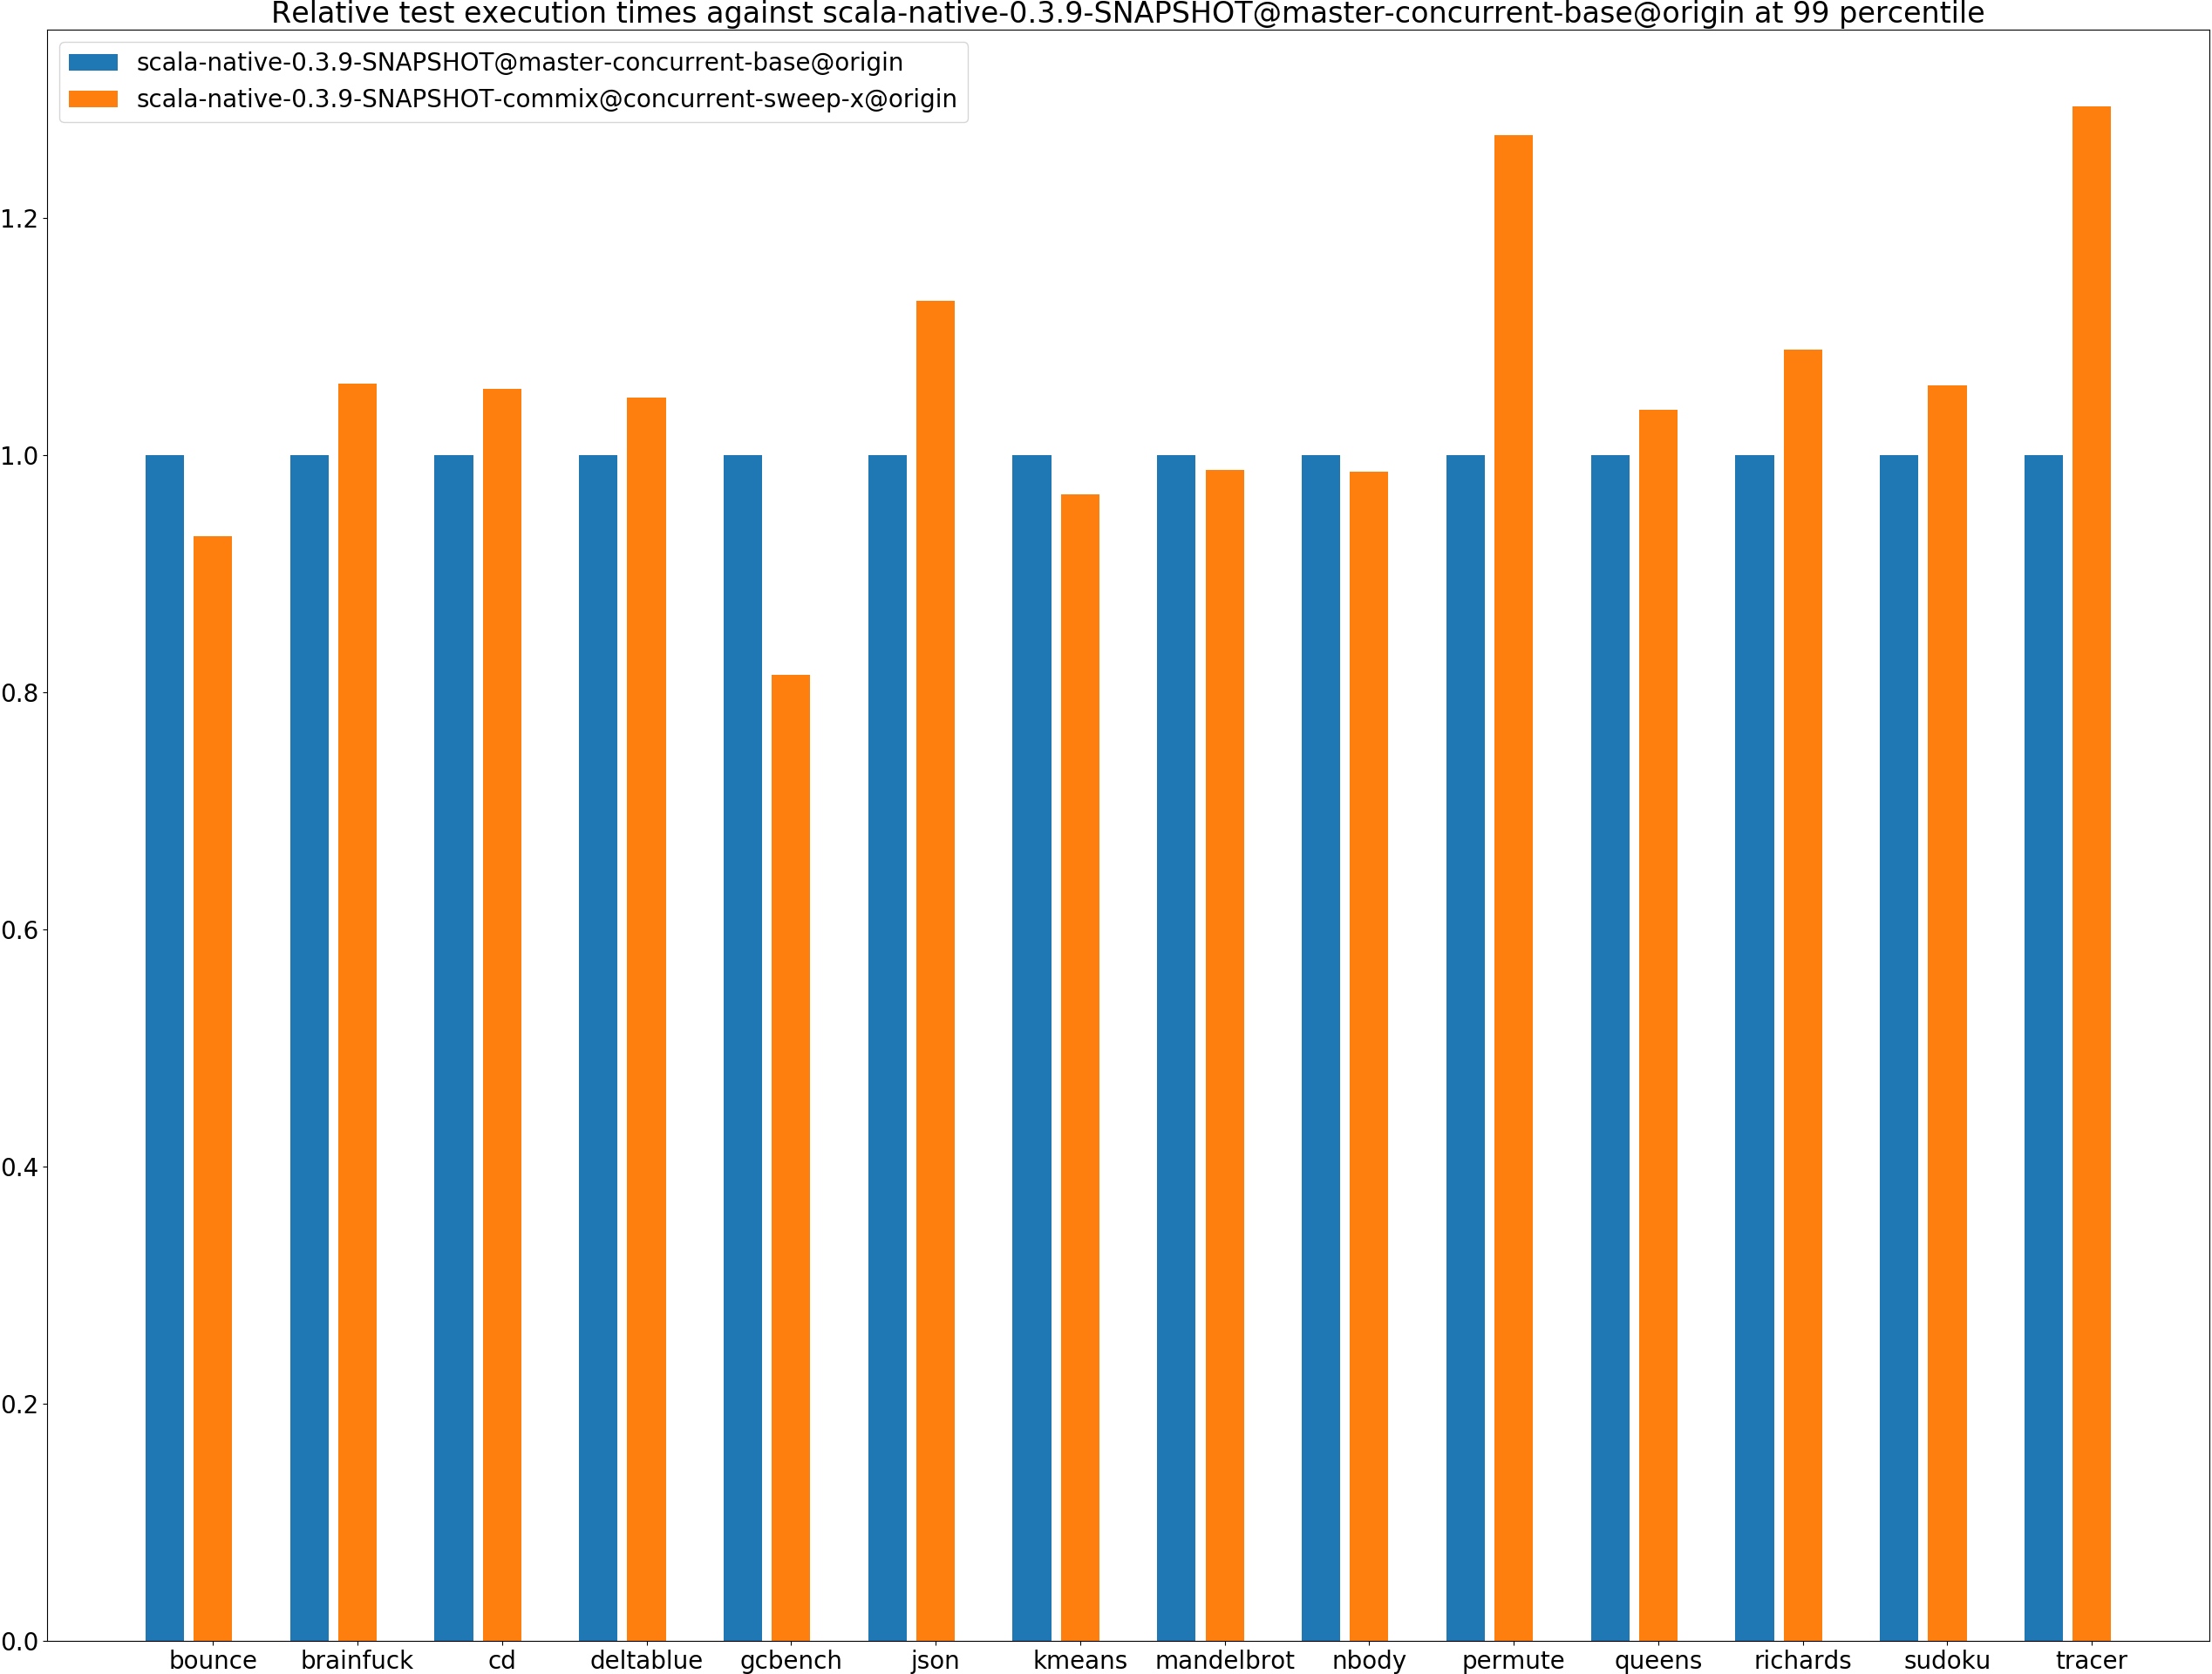 Relative test execution times against scala-native-0.3.9-SNAPSHOT@master-concurrent-base@origin at 99 percentile
scala-native-0.3.9-SNAPSHOT@master-concurrent-base@origin
scala-native-0.3.9-SNAPSHOT-commix@concurrent-sweep-x@origin
1.2
1.0
0.8
0.6
0.4
0.2
0.0
bounce brainfuck cd deltablue gcbench json kmeans mandelbrot nbody permute queens richards sudoku tracer